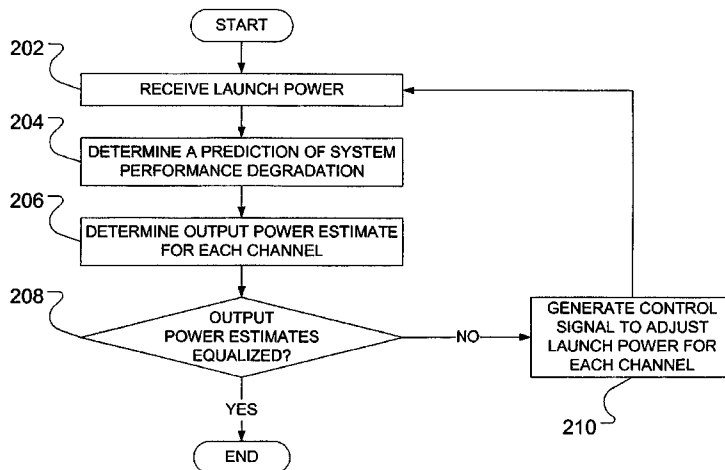 START
202
RECEIVE LAUNCH POWER
204
DETERMINE A PREDICTION OF SYSTEM
PERFORMANCE DEGRADATION
206
DETERMINE OUTPUT POWER ESTIMATE
FOR EACH CHANNEL
208
OUTPUT
POWER ESTIMATES
EQUALIZED?
NO
GENERATE CONTROL
SIGNAL TO ADJUST
LAUNCH POWER FOR
EACH CHANNEL
210
YES
END